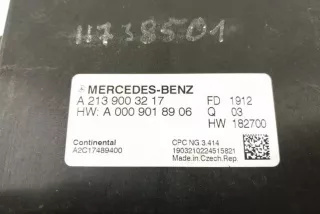 11738501
MERCEDES-BENZ
A 213 900 32 17 FD 1912
HW: A 000 901 89 06 Q 03
HW 182700
Continental CPC NG 3.414
A2C17489400 1903210224515821
Made in Czech.Rep.